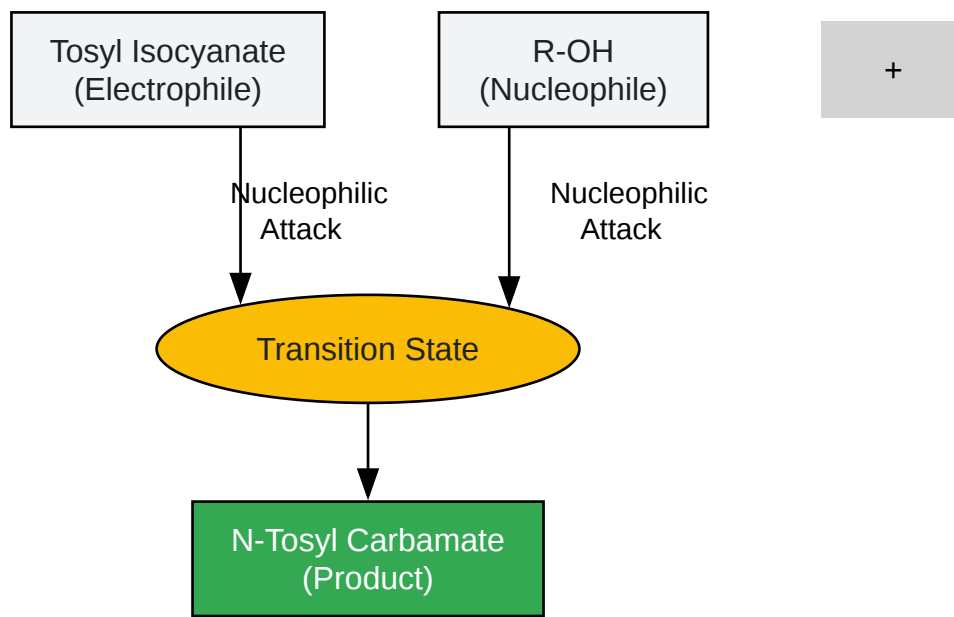 Tosyl Isocyanate
(Electrophile)
R-OH
(Nucleophile)
+
Nucleophilic
Attack
Nucleophilic
Attack
Transition State
N-Tosyl Carbamate
(Product)